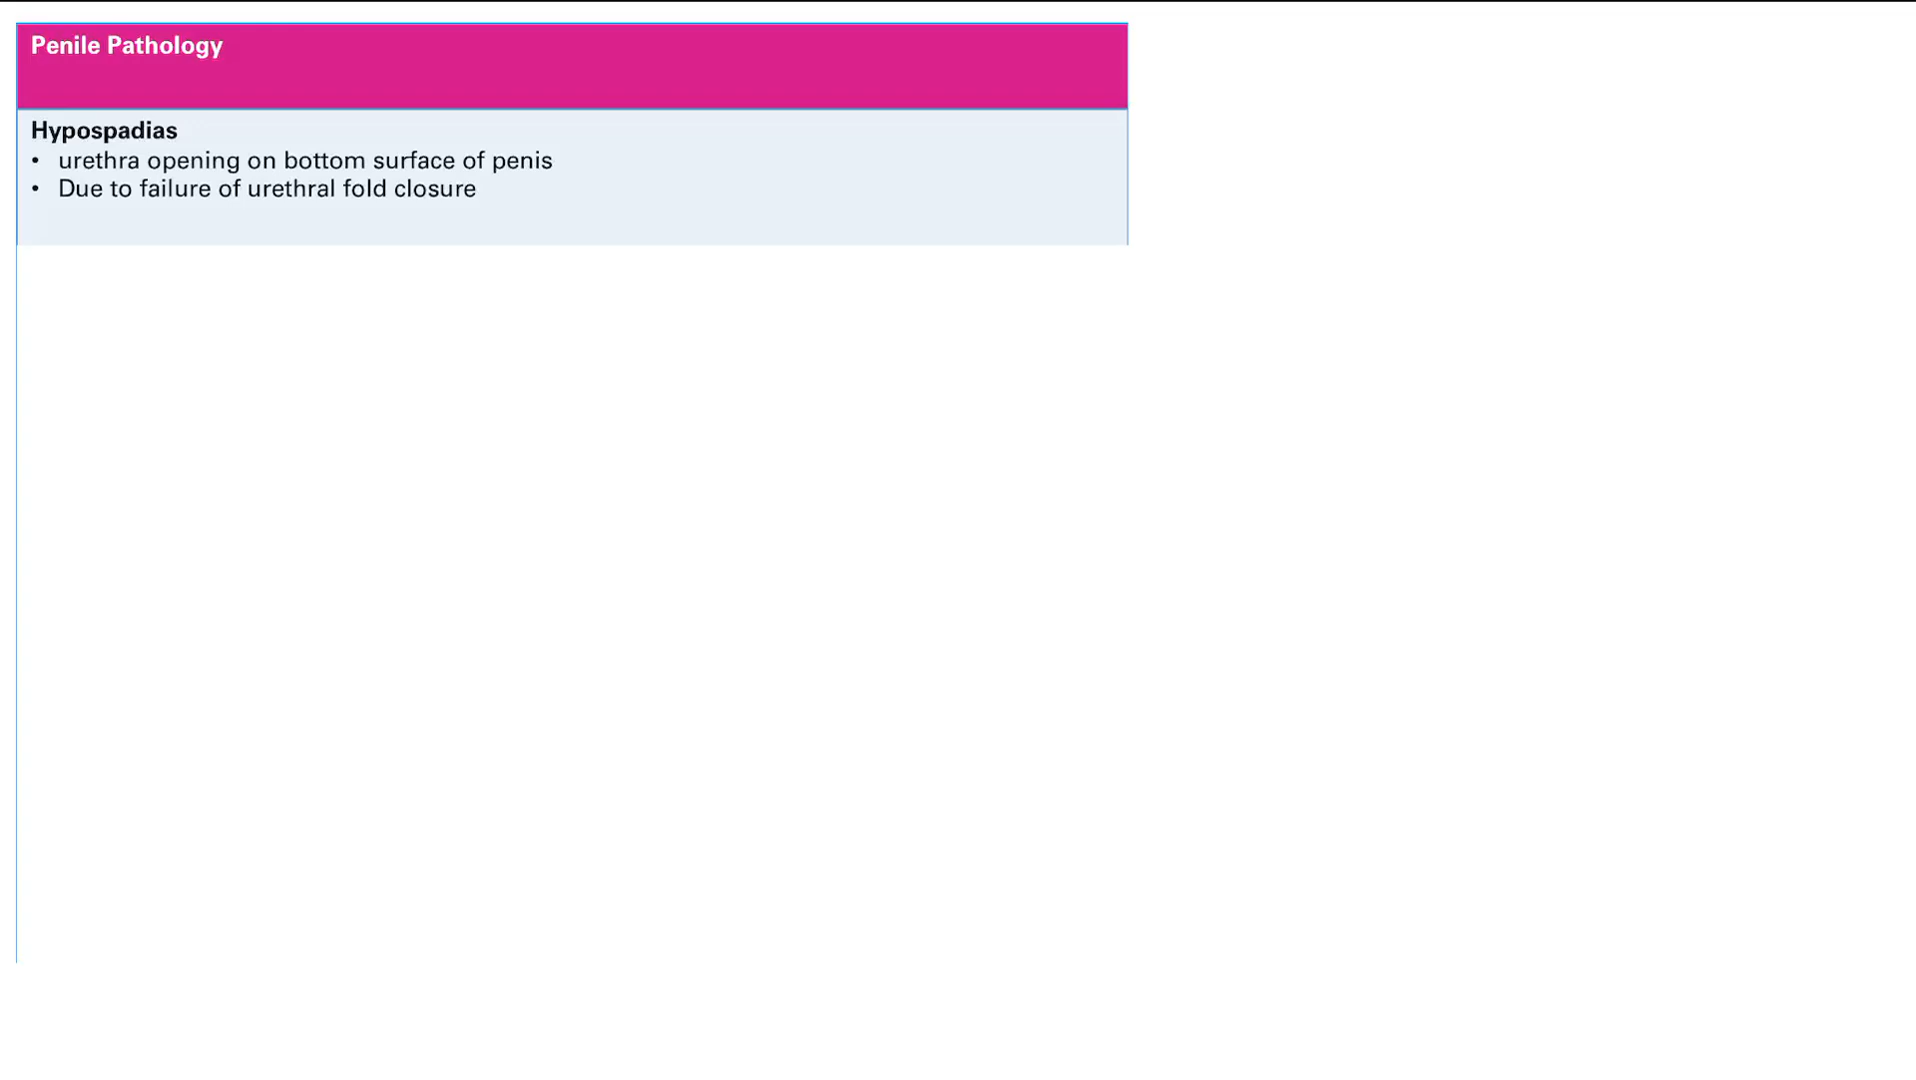 Penile Pathology
Hypospadias
• urethra opening on bottom surface of penis
• Due to failure of urethral fold closure